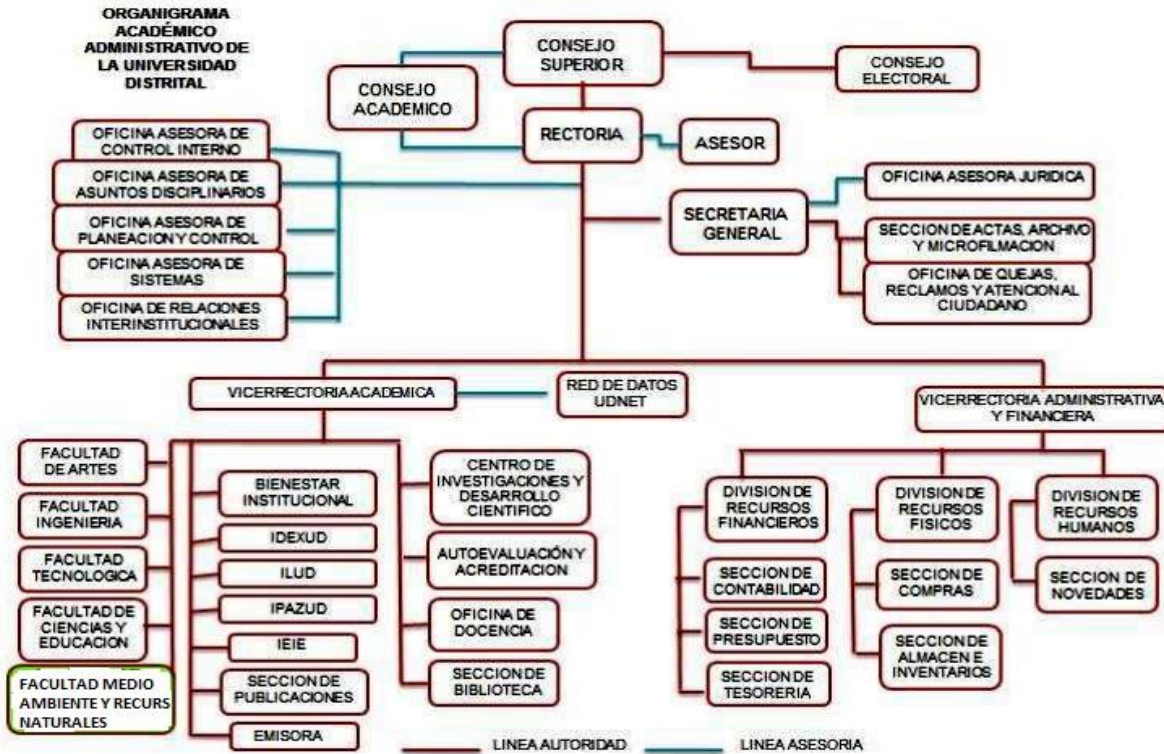 ORGANIGRAMA
ACADÉMICO
ADMINISTRATIVO DE
LA UNIVERSIDAD
DISTRITAL
CONSEJO
SUPERIOR
CONSEJO
ELECTORAL
CONSEJO
ACADEMICO
RECTORIA
ASESOR
OFICINA ASESORA DE
CONTROL INTERNO
OFICINA ASESORA DE
ASUNTOS DISCIPLINARIOS
OFICINA ASESORA DE
PLANEACION Y CONTROL
OFICINA ASESORA DE
SISTEMAS
OFICINA DE RELACIONES
INTERINSTITUCIONALES
SECRETARIA
GENERAL
OFICINA ASESORA JURIDICA
SECCION DE ACTAS, ARCHIVO
Y MICROFILMACION
OFICINA DE QUEJAS,
RECLAMOS Y ATENCION AL
CIUDADANO
VICERRECTORIA ACADEMICA
RED DE DATOS
UDNET
VICERRECTORIA ADMINISTRATIVA
Y FINANCIERA
FACULTAD
DE ARTES
FACULTAD
INGENIERIA
FACULTAD
TECNOLOGICA
FACULTAD DE
CIENCIAS Y
EDUCACION
FACULTAD MEDIO
AMBIENTE Y RECURS
NATURALES
BIENESTAR
INSTITUCIONAL
IDEXUD
ILUD
IPAZUD
IEIE
SECCION DE
PUBLICACIONES
EMISORA
CENTRO DE
INVESTIGACIONES Y
DESARROLLO
CIENTIFICO
AUTOEVALUACIÓN Y
ACREDITACION
OFICINA DE
DOCENCIA
SECCION DE
BIBLIOTECA
DIVISION DE
RECURSOS
FINANCIEROS
SECCION DE
CONTABILIDAD
SECCION DE
PRESUPUESTO
SECCION DE
TESORERIA
DIVISION DE
RECURSOS
FISICOS
SECCION DE
COMPRAS
SECCION DE
ALMACEN E
INVENTARIOS
DIVISION DE
RECURSOS
HUMANOS
SECCION DE
NOVEDADES
LINEA AUTORIDAD
LINEA ASESORIA